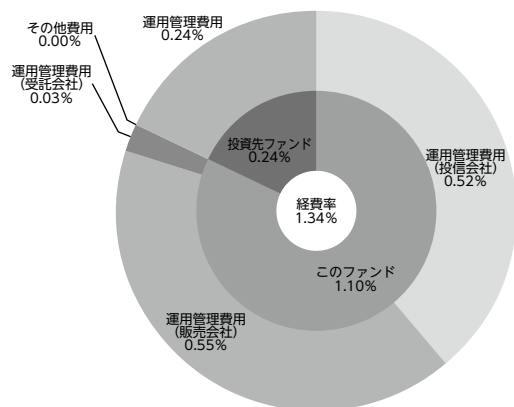 その他費用
0.00%
運用管理費用
0.24%
運用管理費用
(受託会社)
0.03%
投資先ファンド
0.24%
運用管理費用
(投信会社)
0.52%
経費率
1.34%
このファンド
1.10%
運用管理費用
(販売会社)
0.55%